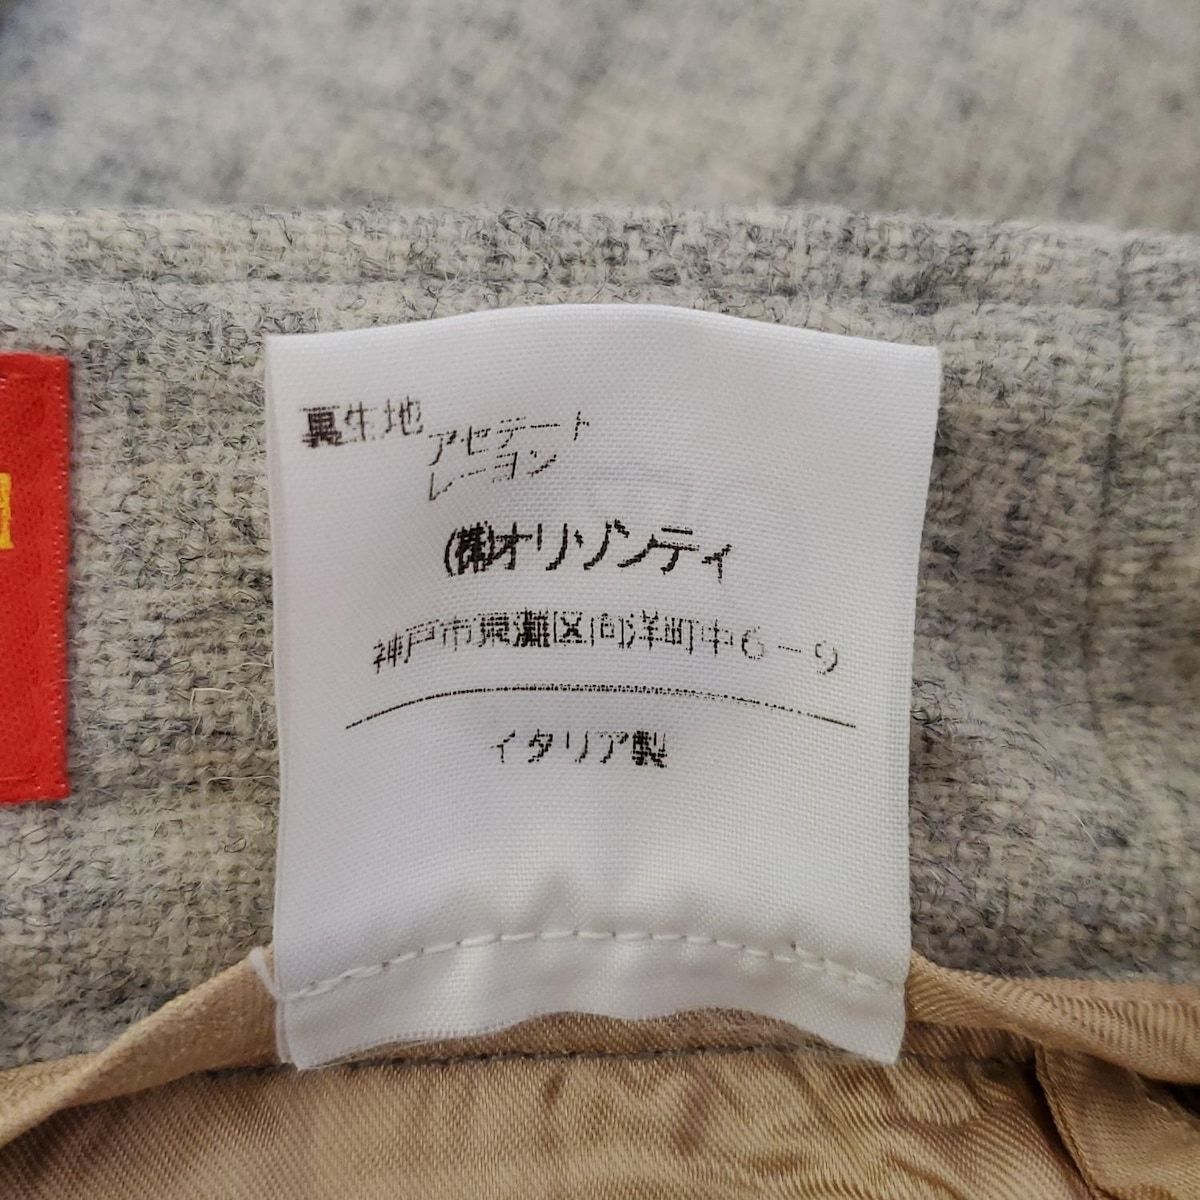 裏生地 アセテート
レーヨン
(株)オリゾンティ
神戸市東灘区向洋町中6-9
イタリア製